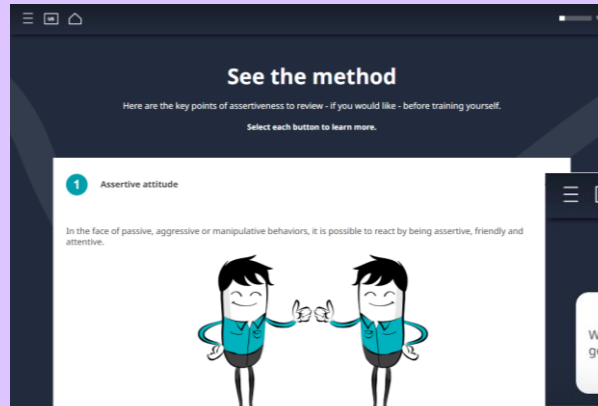 See the method
Here are the key points of assertiveness to review - if you would like - before training yourself.
Select each button to learn more.
1 Assertive attitude
In the face of passive, aggressive or manipulative behaviors, it is possible to react by being assertive, friendly and
attentive.